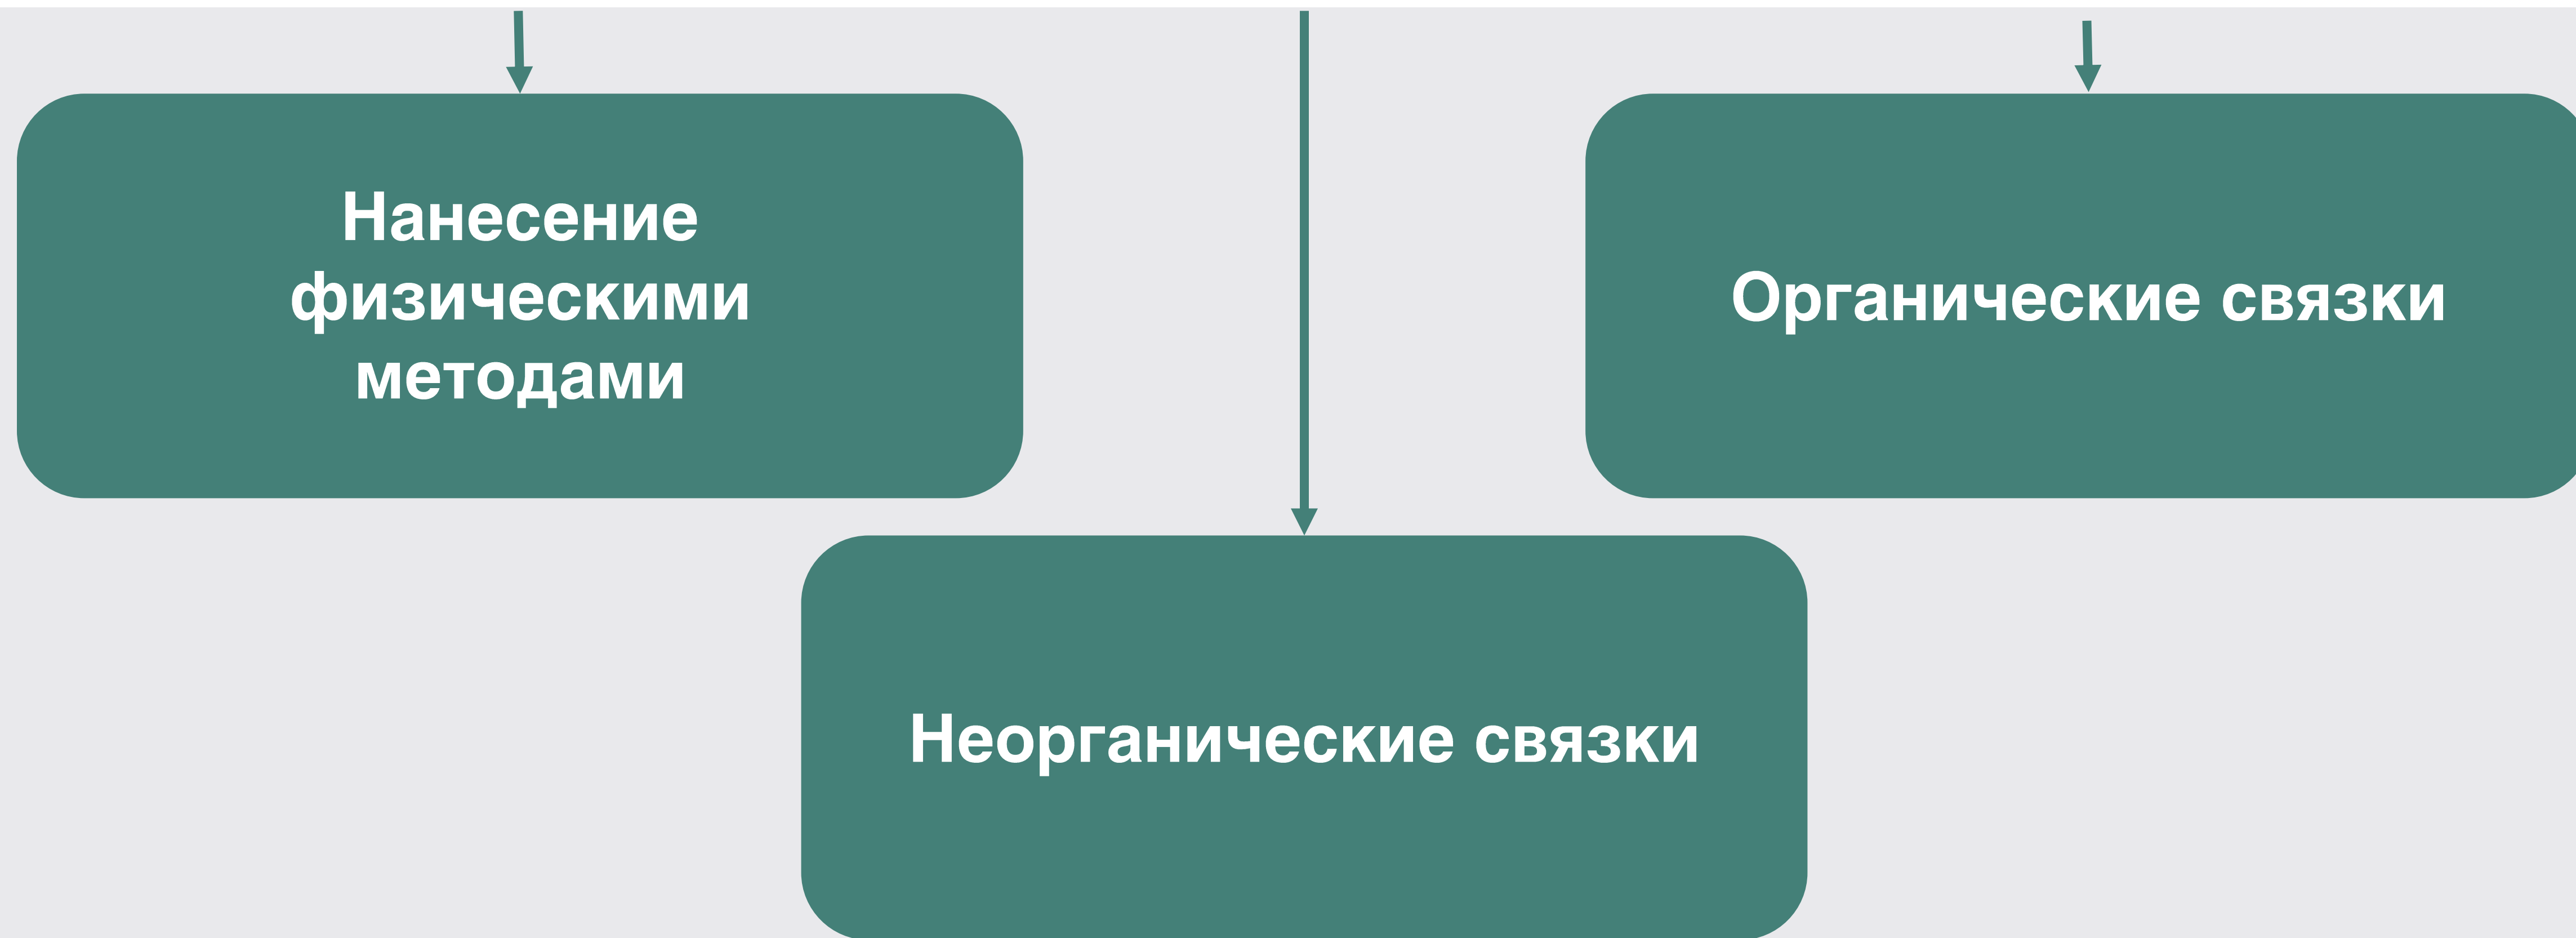 Нанесение
физическими
методами
Органические связки
Неорганические связки